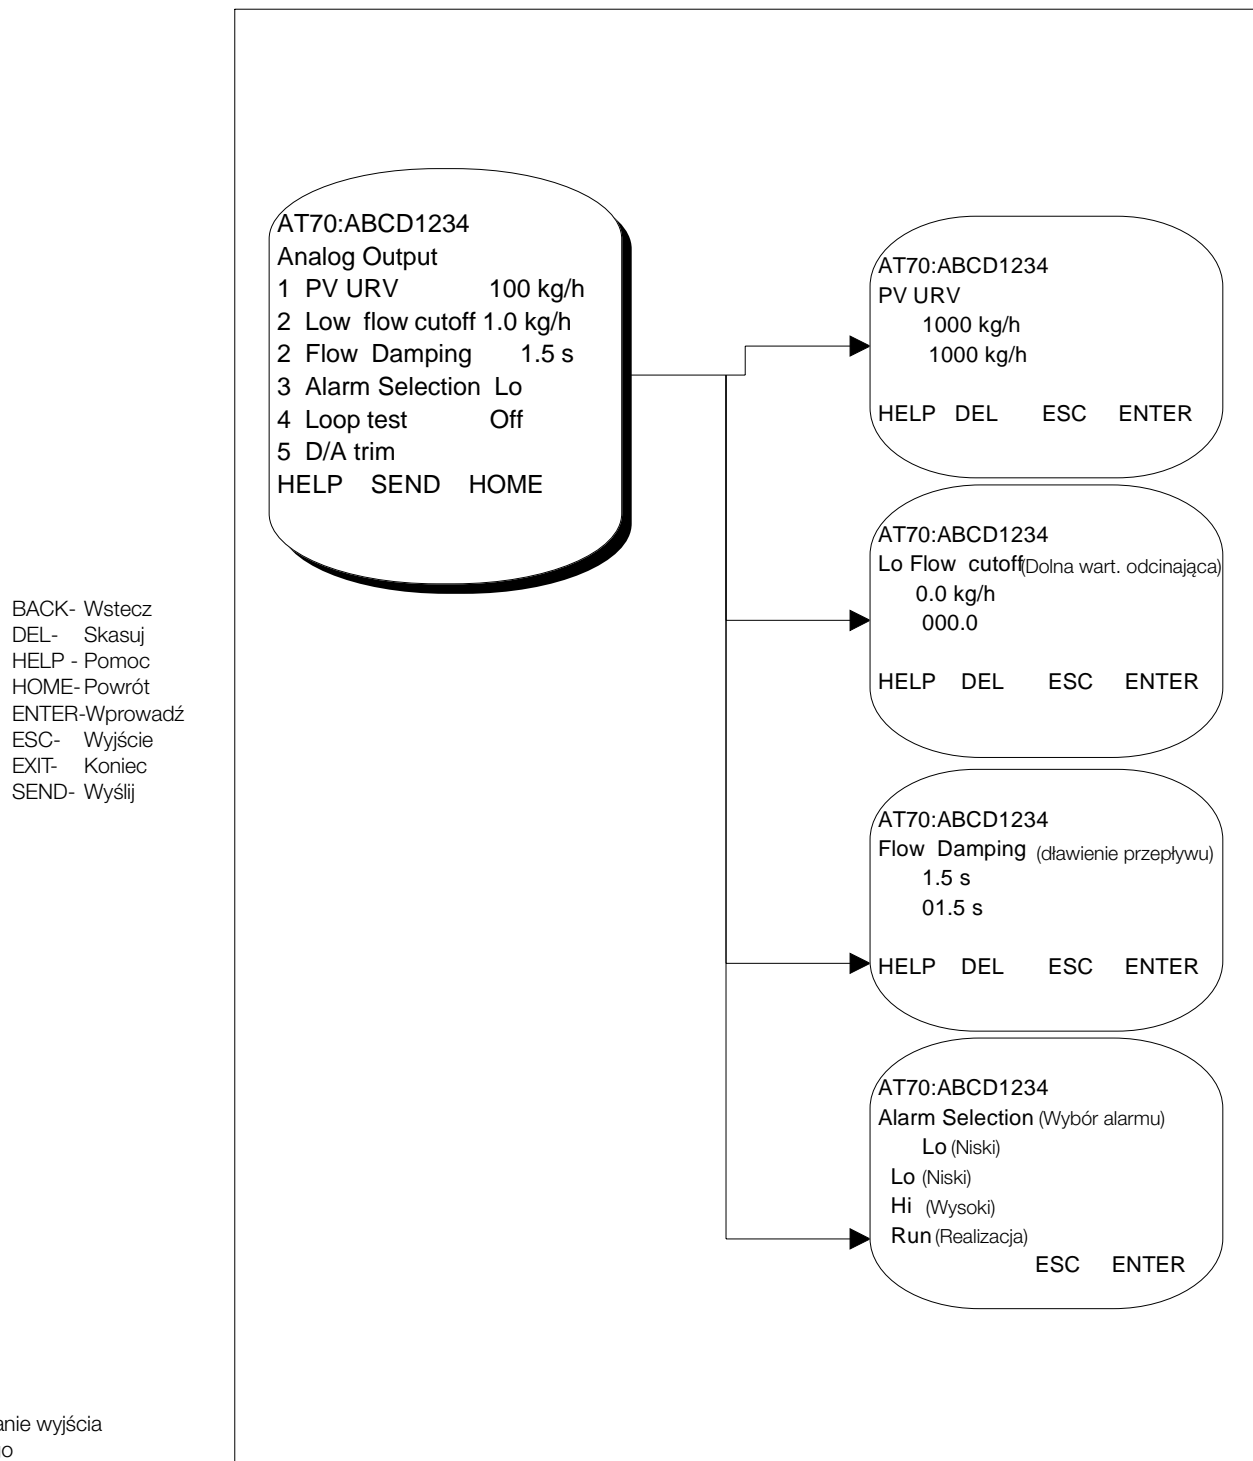 AT70:ABCD1234
Analog Output
1 PV URV 100 kg/h
2 Low flow cutoff 1.0 kg/h
2 Flow Damping 1.5 s
3 Alarm Selection Lo
4 Loop test Off
5 D/A trim
HELP SEND HOME
AT70:ABCD1234
PV URV
1000 kg/h
1000 kg/h
HELP DEL ESC ENTER
AT70:ABCD1234
Lo Flow cutoff (Dolna wart. odcinająca)
0.0 kg/h
000.0
HELP DEL ESC ENTER
AT70:ABCD1234
Flow Damping (dławienie przepływu)
1.5 s
01.5 s
HELP DEL ESC ENTER
AT70:ABCD1234
Alarm Selection (Wybór alarmu)
Lo (Niski)
Lo (Niski)
Hi (Wysoki)
Run (Realizacja)
ESC ENTER
BACK- Wstecz
DEL- Skasuj
HELP - Pomoc
HOME- Powrót
ENTER-Wprowadź
ESC- Wyjście
EXIT- Koniec
SEND- Wyślij
wyjścia